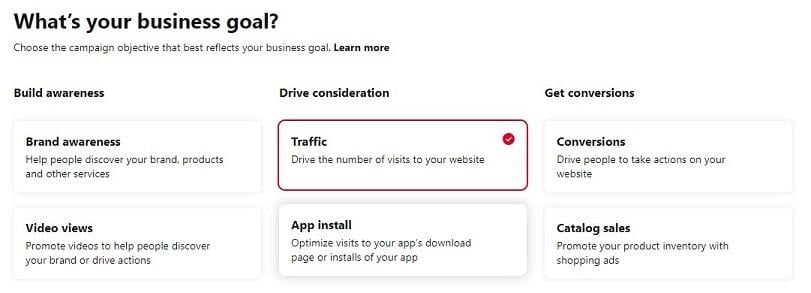 What's your business goal?
Choose the campaign objective that best reflects your business goal. Learn more
Build awareness
Drive consideration
Get conversions
Brand awareness
Help people discover your brand, products
and other services
Traffic
Drive the number of visits to your website
Conversions
Drive people to take actions on your
website
Video views
Promote videos to help people discover
your brand or drive actions
App install
Optimize visits to your app's download
page or installs of your app
Catalog sales
Promote your product inventory with
shopping ads